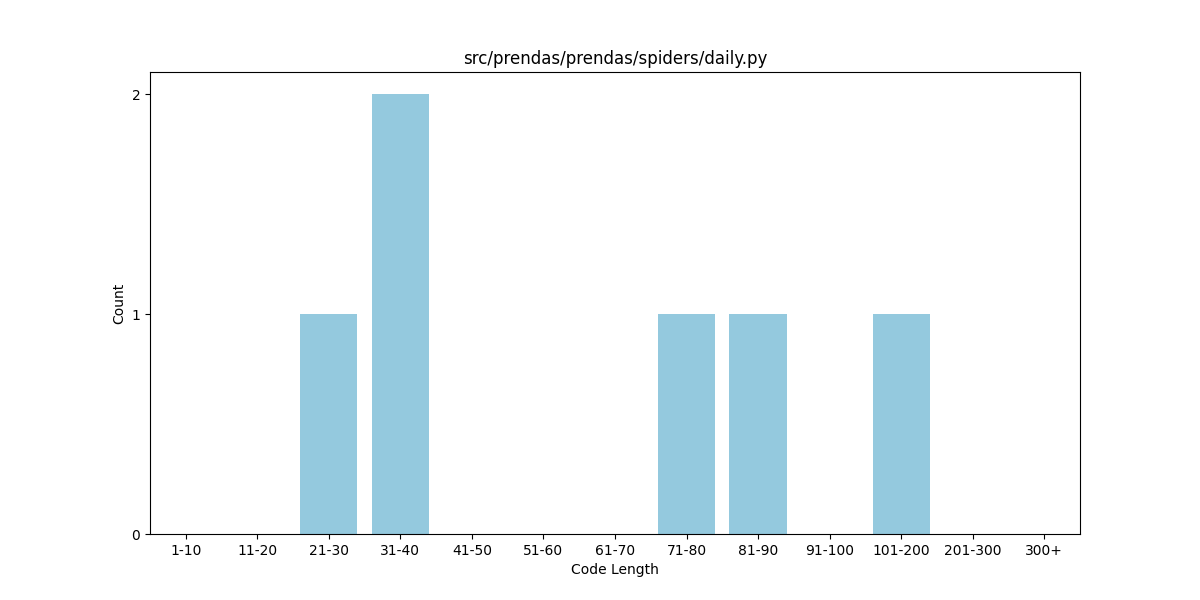 src/prendas/prendas/spiders/daily.py
Count
2
1
0
1-10 11-20 21-30 31-40 41-50 51-60 61-70 71-80 81-90 91-100 101-200 201-300 300+
Code Length